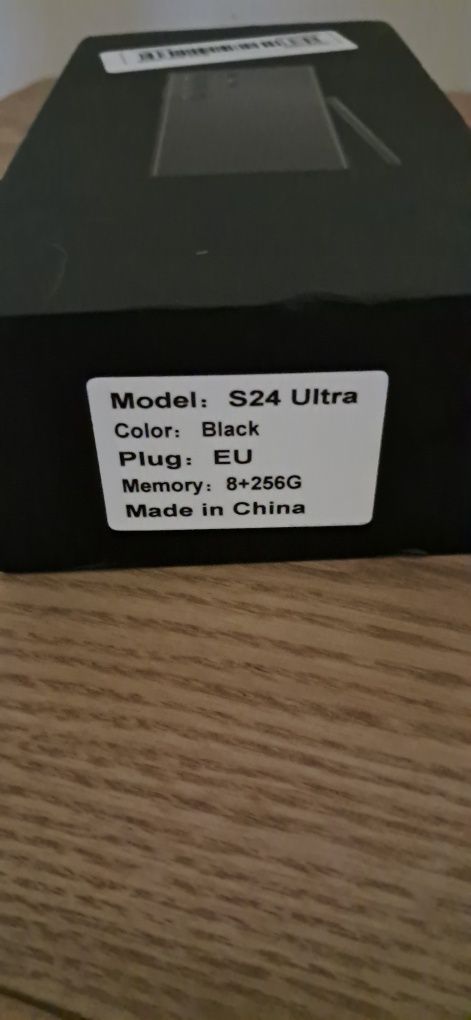 Model: S24 Ultra
Color: Black
Plug: EU
Memory: 8+256G
Made in China